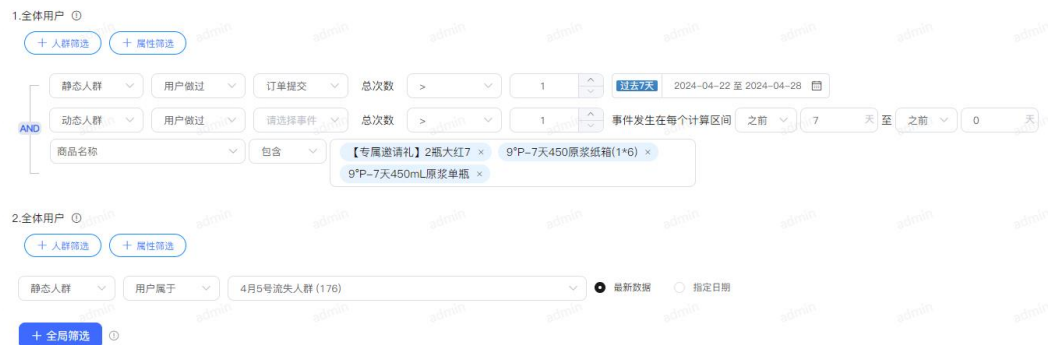 1.全体用户
+ 人群筛选 + 属性筛选
静态人群 用户做过 订单提交 总次数 > 1 过去7天 2024-04-22 至 2024-04-28
AND
动态人群 用户做过 请选择事件 总次数 > 1 事件发生在每个计算区间 之前 7 天 至 之前 0 天
商品名称 包含 【专属邀请礼】2瓶大红7 × 9°P-7天450原浆纸箱(1*6) ×
9°P-7天450mL原浆单瓶 ×
2.全体用户
+ 人群筛选 + 属性筛选
静态人群 用户属于 4月5号流失人群 (176) 最新数据 指定日期
+ 全局筛选
admin